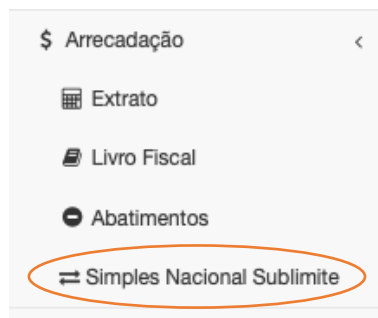 $ Arrecadação
Extrato
Livro Fiscal
Abatimentos
Simples Nacional Sublimite